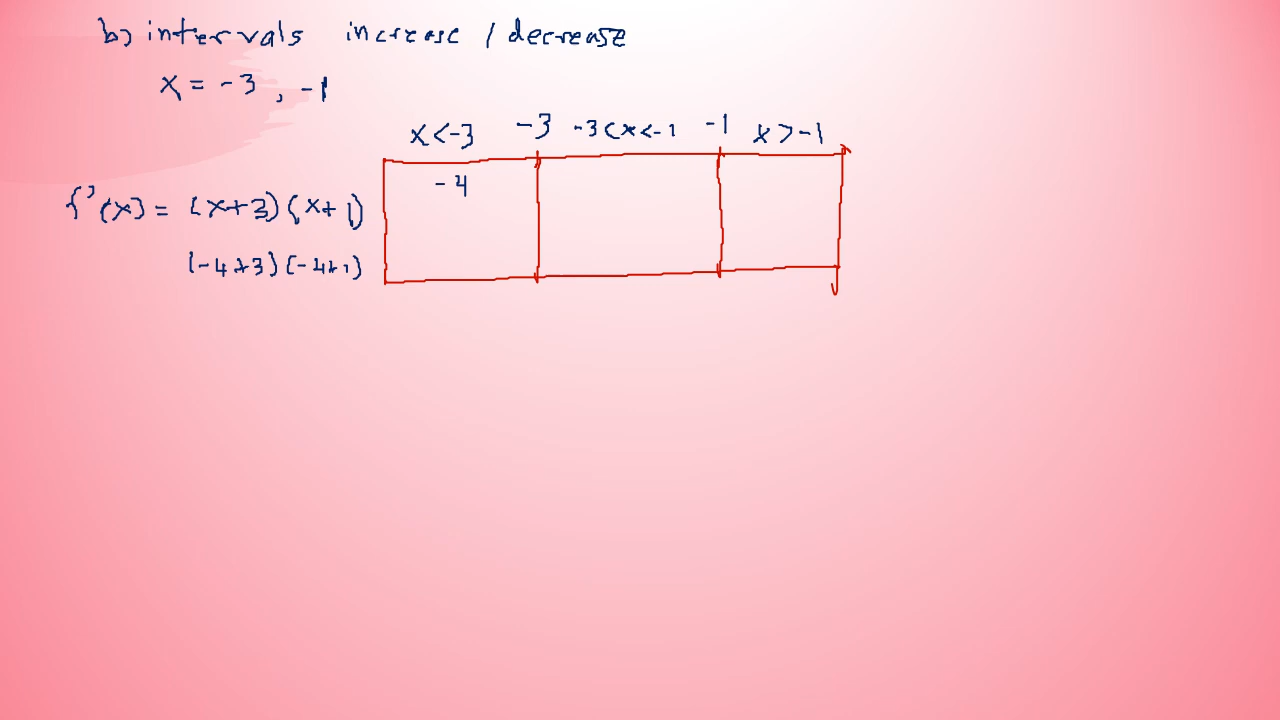 b) intervals increase / decrease
x = -3 , -1
x<-3 -3 -3<x<-1 -1 x>-1
-4
f'(x) = (x+3)(x+1)
(-4+3)(-4+1)